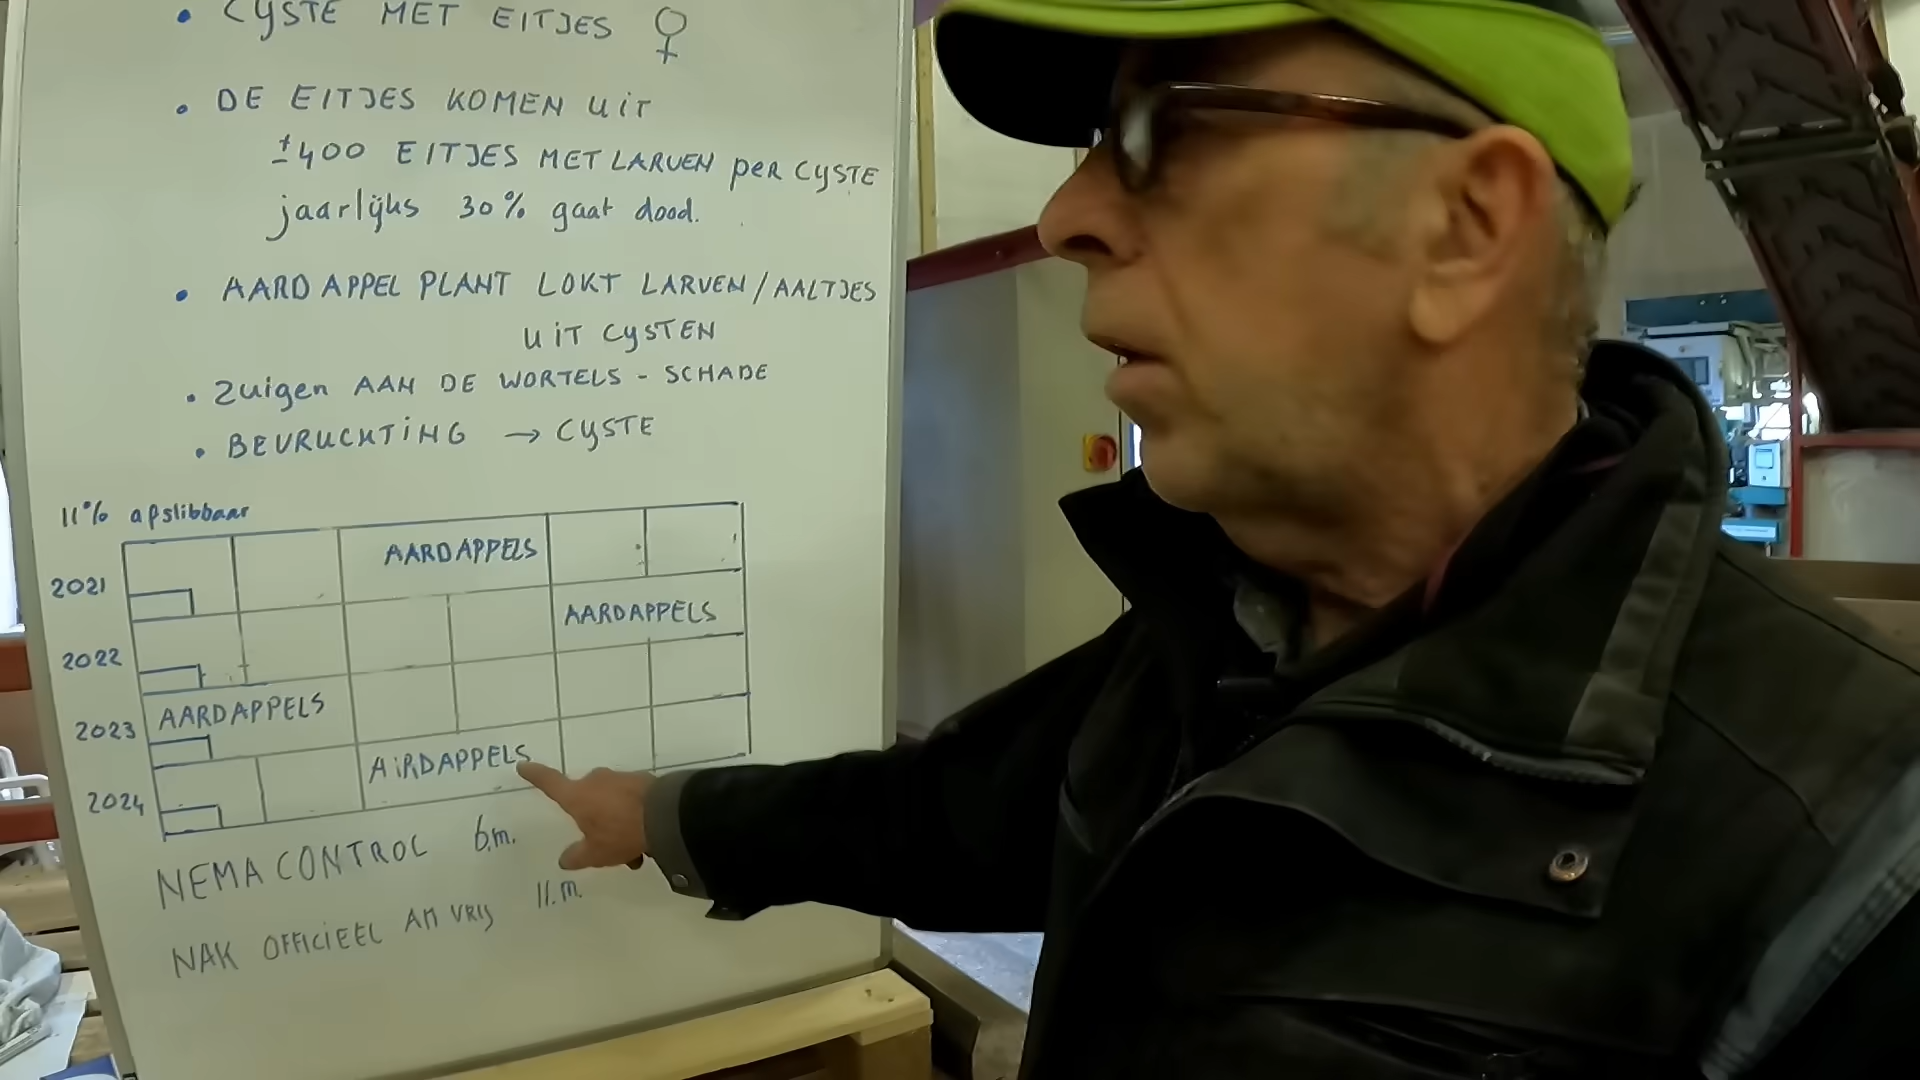 • CYSTE MET EITJES ♀
• DE EITJES KOMEN UiT
±400 EITJES MET LARVEN per CYSTE
jaarlijks 30% gaat dood.
• AARDAPPEL PLANT LOKT LARVEN/AALTJES
UiT CYSTEN
• Zuigen AAN DE WORTELS - SCHADE
• BEVRUCHTiNG → CYSTE
11% afslibbaar
2021 AARDAPPELS
2022 AARDAPPELS
2023 AARDAPPELS
2024 AiRDAPPELS
NEMA CONTROL 6.m.
NAK OFFICIEEL AM VRIJ 11.m.